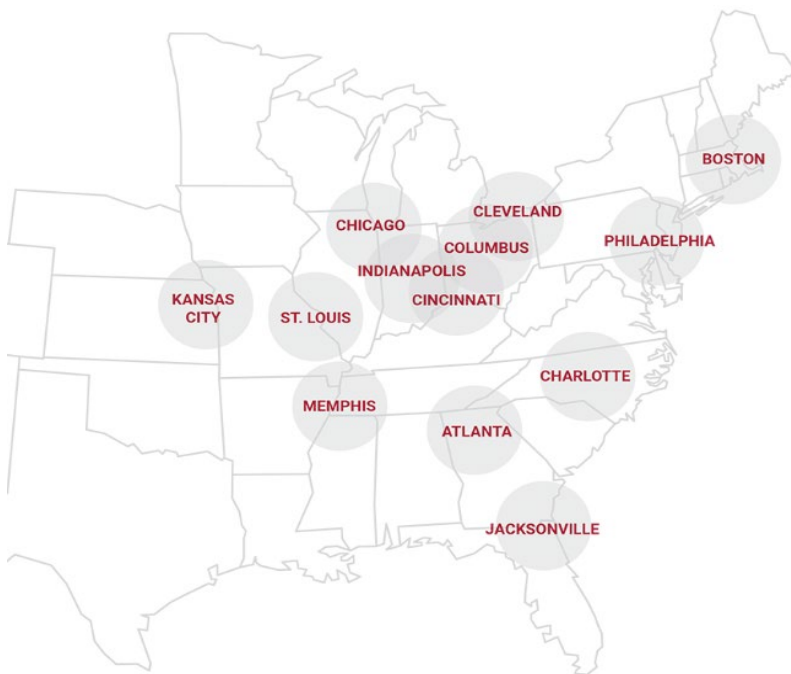 BOSTON
CLEVELAND
CHICAGO
PHILADELPHIA
COLUMBUS
INDIANAPOLIS
CINCINNATI
KANSAS
CITY
ST. LOUIS
CHARLOTTE
MEMPHIS
ATLANTA
JACKSONVILLE